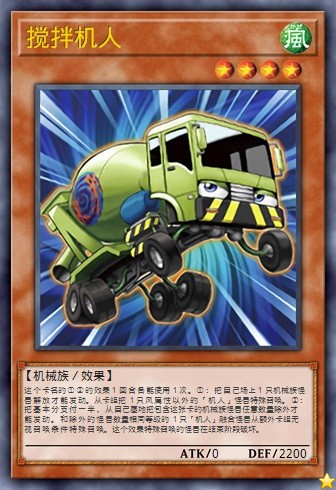 搅拌机人
風
【机械族／效果】
这个卡名的①②的效果1回合各能使用1次。①：把自己场上1只机械族怪
兽解放才能发动。从卡组把1只风属性以外的「机人」怪兽特殊召唤。②：
把基本分支付一半，从自己墓地把包含这张卡的机械族怪兽任意数量除外才
能发动。和除外的怪兽数量相同等级的1只「机人」融合怪兽从额外卡组无
视召唤条件特殊召唤。这个效果特殊召唤的怪兽在结束阶段破坏。
ATK/0 DEF/2200